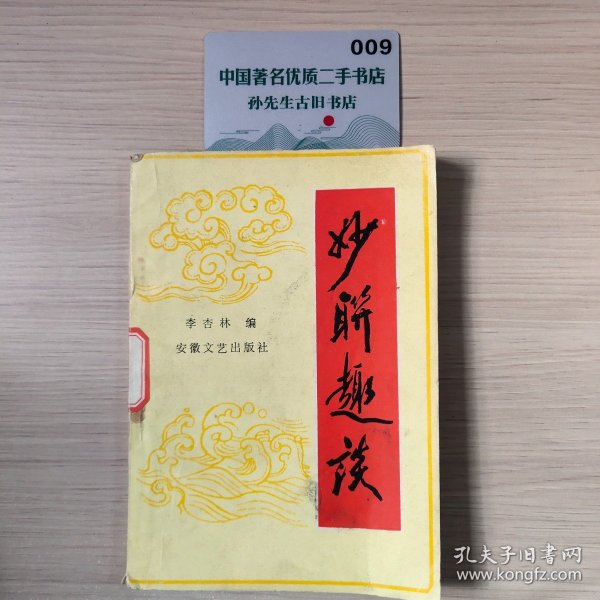 009
中国著名优质二手书店
孙先生古旧书店
妙联趣谈
李杏林 编
安徽文艺出版社
孔夫子旧书网
www.kongfz.com